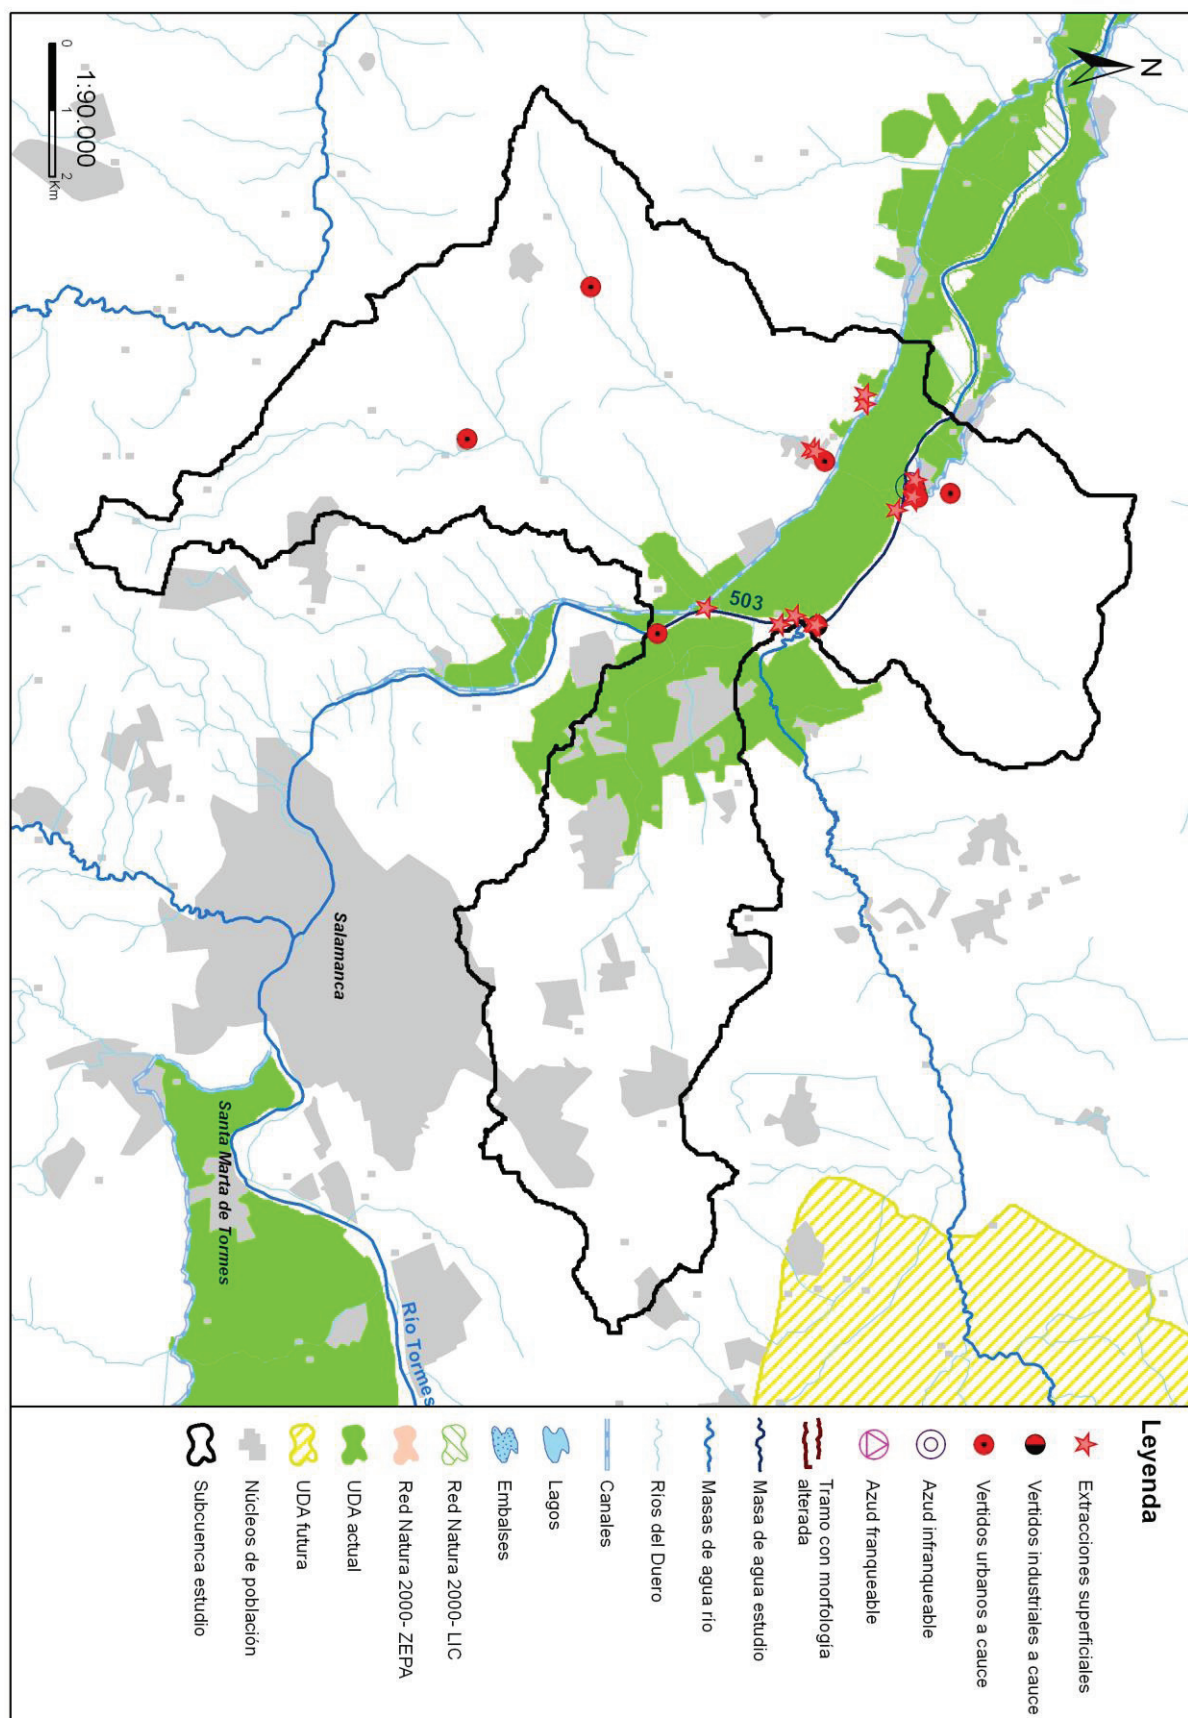 N
1:90.000
0 1 2
Km
503
Salamanca
Santa Marta de Tormes
Río Tormes
Leyenda
Extracciones superficiales
Vertidos industriales a cauce
Vertidos urbanos a cauce
Azud infranqueable
Azud franqueable
Tramo con morfología
alterada
Masa de agua estudio
Masas de agua río
Ríos del Duero
Canales
Lagos
Embalses
Red Natura 2000- LIC
Red Natura 2000- ZEPA
UDA actual
UDA futura
Núcleos de población
Subcuenca estudio